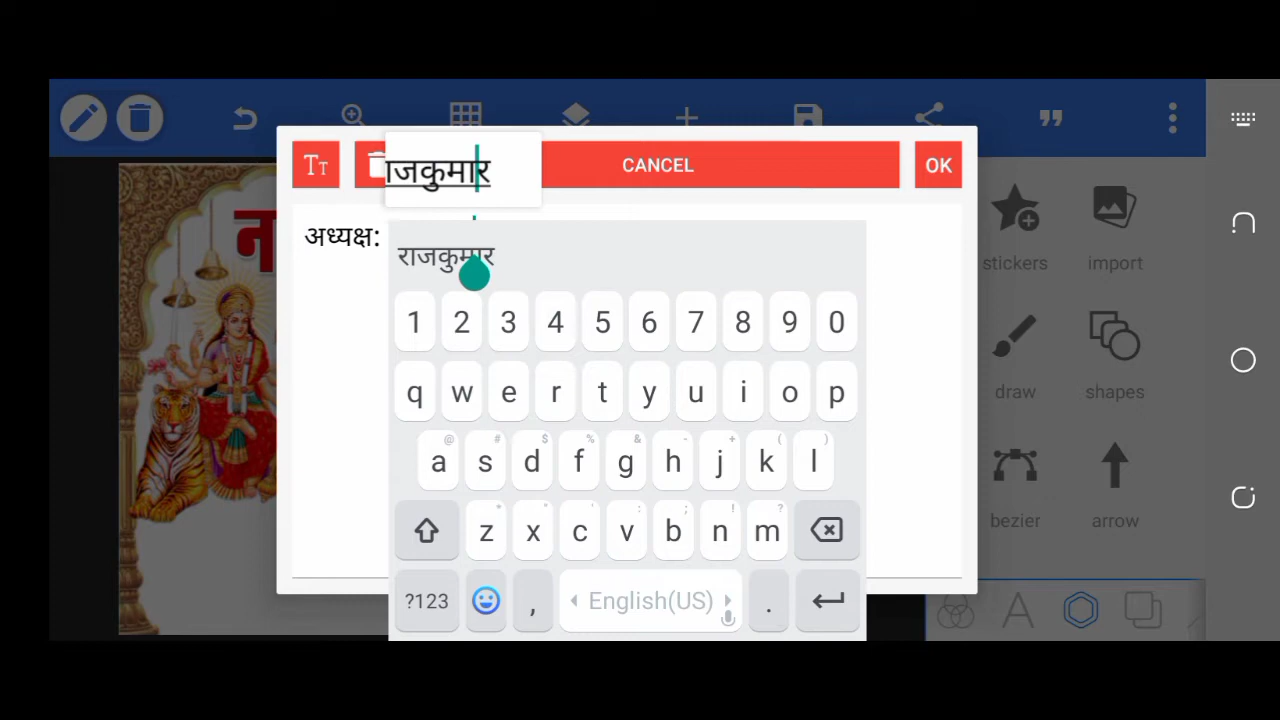 TT
CANCEL
OK
ाजकुमार
अध्यक्ष:
राजकुमार
1 2 3 4 5 6 7 8 9 0
q w e r t y u i o p
@ # $ % & - + ( )
a s d f g h j k l
* " ' : ; ! ?
z x c v b n m
?123 , English(US) .
न
stickers import
draw shapes
bezier arrow
A